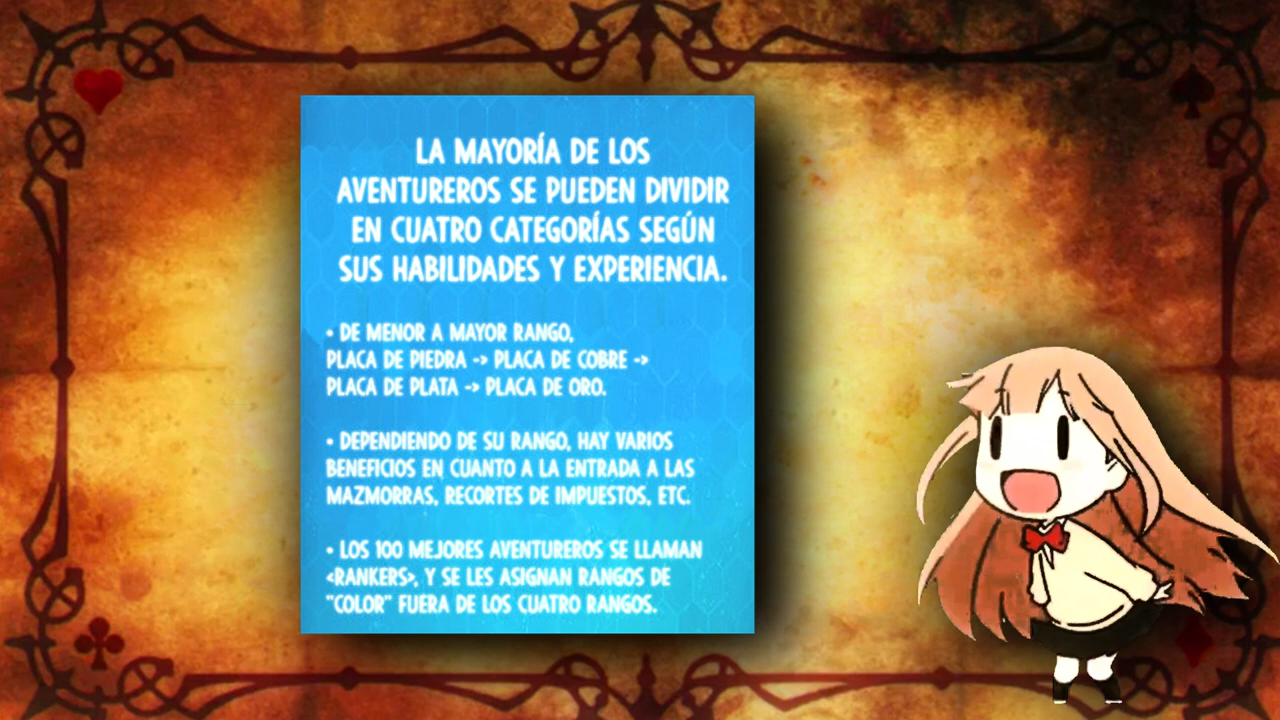 LA MAYORÍA DE LOS
AVENTUREROS SE PUEDEN DIVIDIR
EN CUATRO CATEGORÍAS SEGÚN
SUS HABILIDADES Y EXPERIENCIA.
• DE MENOR A MAYOR RANGO,
PLACA DE PIEDRA -> PLACA DE COBRE ->
PLACA DE PLATA -> PLACA DE ORO.
• DEPENDIENDO DE SU RANGO, HAY VARIOS
BENEFICIOS EN CUANTO A LA ENTRADA A LAS
MAZMORRAS, RECORTES DE IMPUESTOS, ETC.
• LOS 100 MEJORES AVENTUREROS SE LLAMAN
<RANKERS>, Y SE LES ASIGNAN RANGOS DE
"COLOR" FUERA DE LOS CUATRO RANGOS.